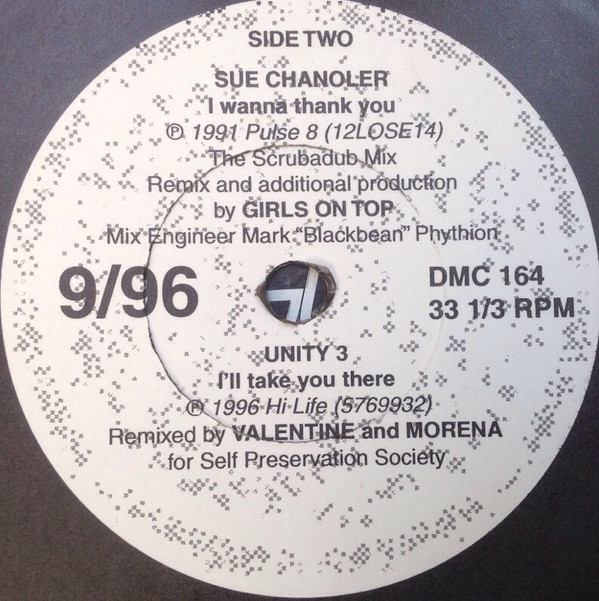 SIDE TWO
SUE CHANOLER
I wanna thank you
℗ 1991 Pulse 8 (12LOSE14)
The Scrubadub Mix
Remix and additional production
by GIRLS ON TOP
Mix Engineer Mark “Blackbean” Phythion
9/96
DMC 164
33 1/3 RPM
UNITY 3
I'll take you there
℗ 1996 Hi Life (5769932)
Remixed by VALENTINE and MORENA
for Self Preservation Society